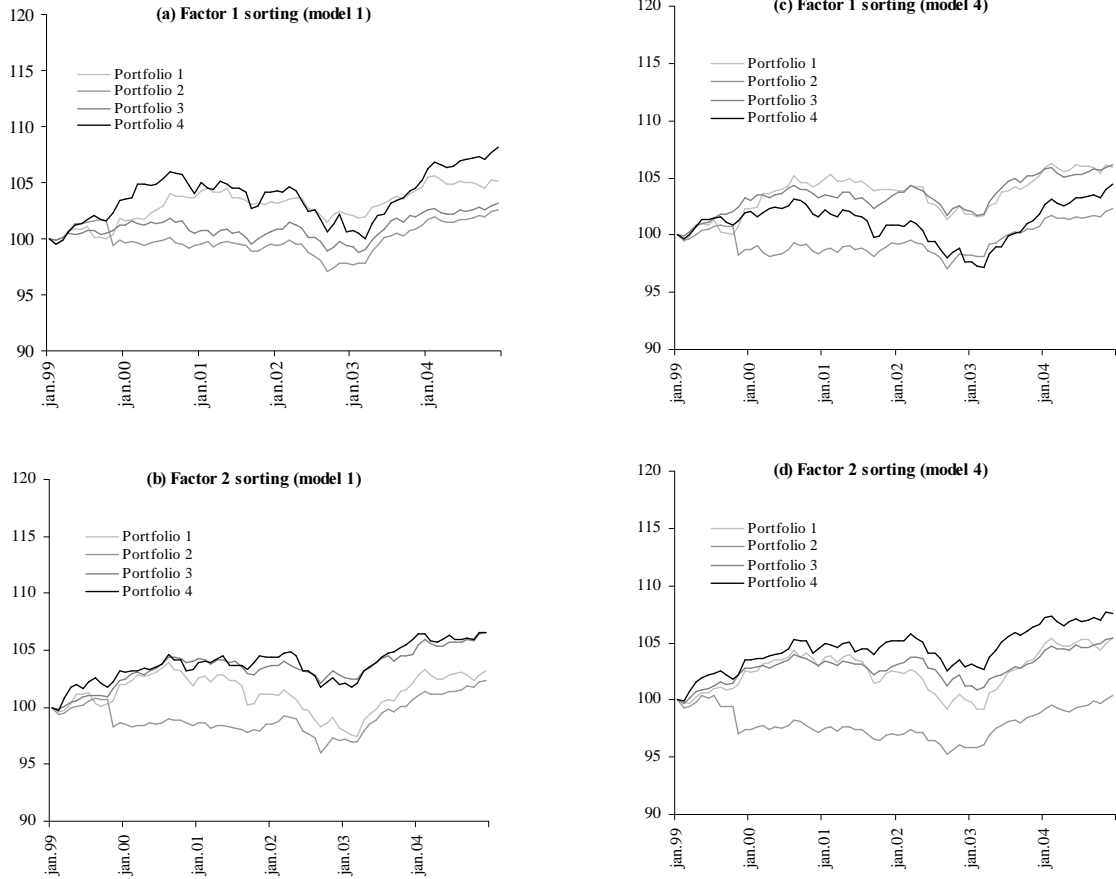 (a) Factor 1 sorting (model 1)
120
115
110
105
100
95
90
Portfolio 1
Portfolio 2
Portfolio 3
Portfolio 4
jan.99
jan.00
jan.01
jan.02
jan.03
jan.04
(c) Factor 1 sorting (model 4)
120
115
110
105
100
95
90
Portfolio 1
Portfolio 2
Portfolio 3
Portfolio 4
jan.99
jan.00
jan.01
jan.02
jan.03
jan.04
(b) Factor 2 sorting (model 1)
120
115
110
105
100
95
90
Portfolio 1
Portfolio 2
Portfolio 3
Portfolio 4
jan.99
jan.00
jan.01
jan.02
jan.03
jan.04
(d) Factor 2 sorting (model 4)
120
115
110
105
100
95
90
Portfolio 1
Portfolio 2
Portfolio 3
Portfolio 4
jan.99
jan.00
jan.01
jan.02
jan.03
jan.04